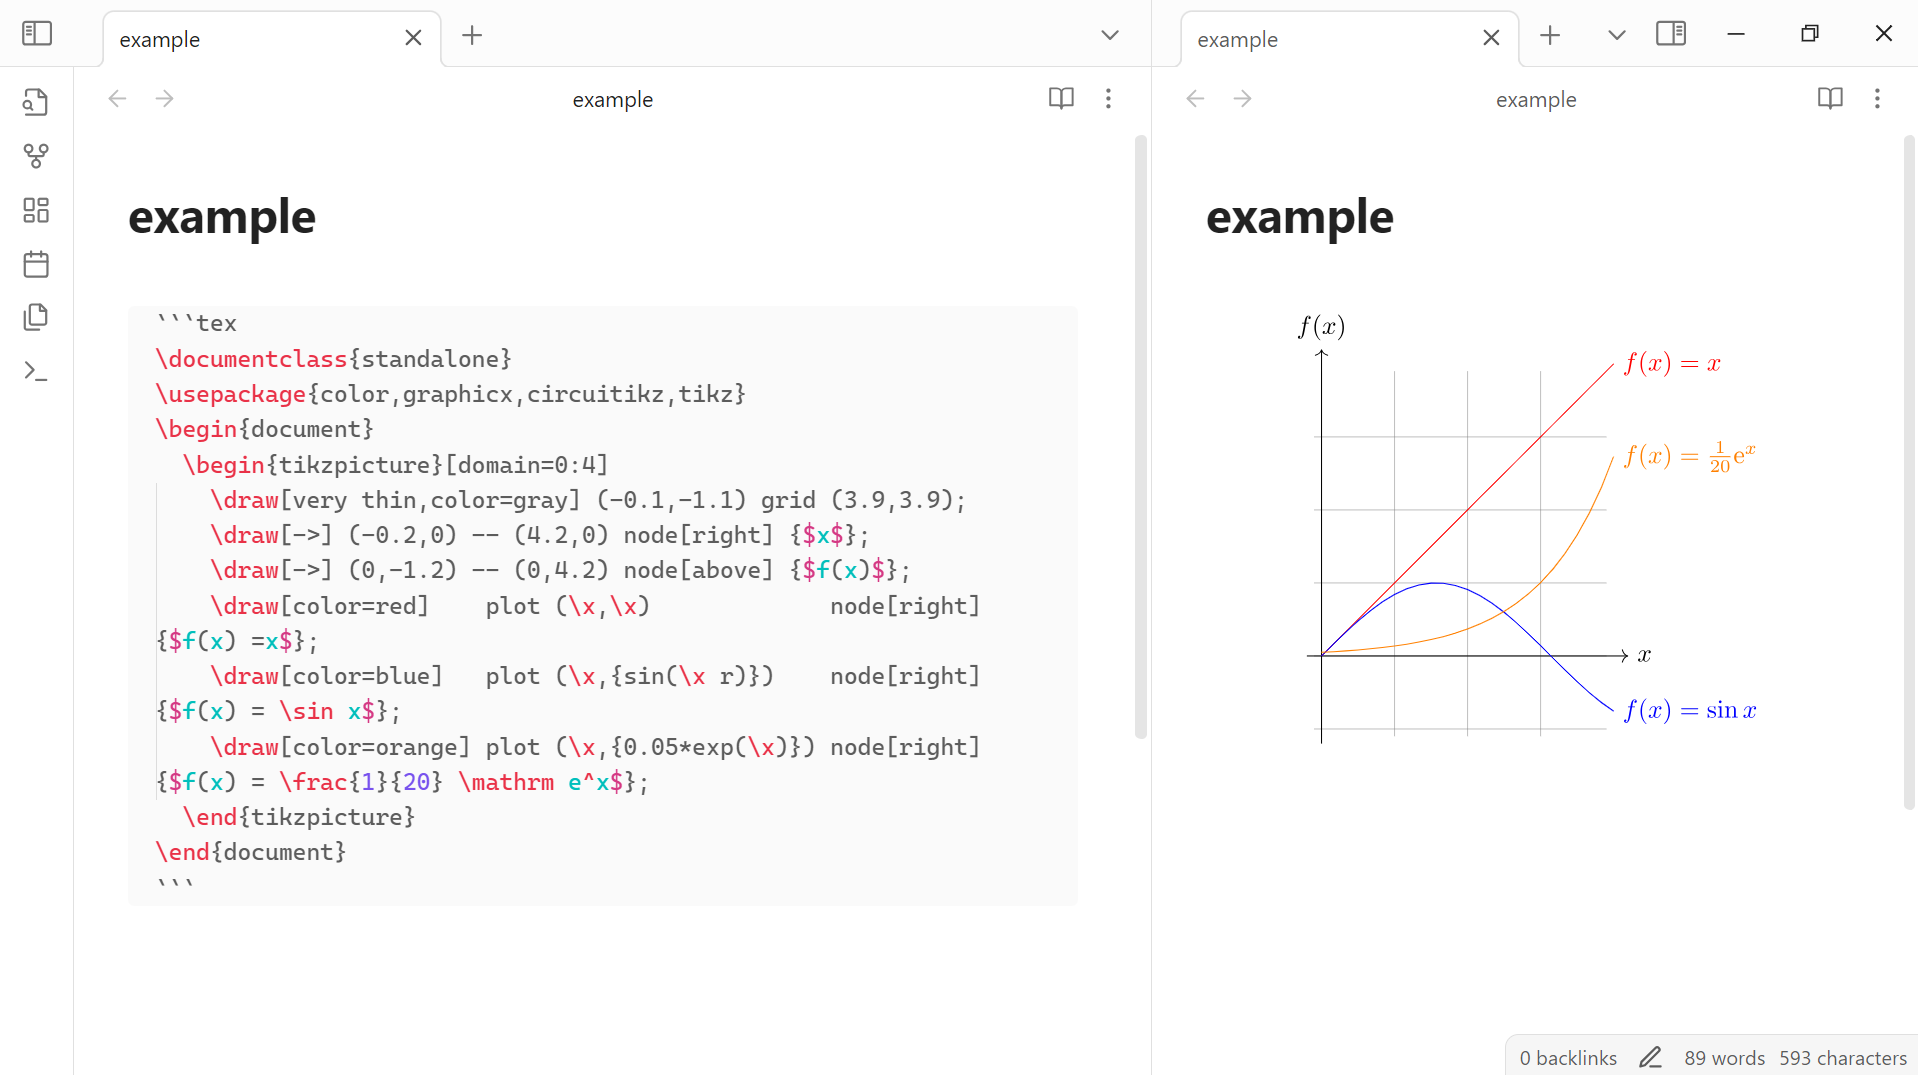 example
example
example
example
example
example
```tex
\documentclass{standalone}
\usepackage{color,graphicx,circuitikz,tikz}
\begin{document}
  \begin{tikzpicture}[domain=0:4]
    \draw[very thin,color=gray] (-0.1,-1.1) grid (3.9,3.9);
    \draw[->] (-0.2,0) -- (4.2,0) node[right] {$x$};
    \draw[->] (0,-1.2) -- (0,4.2) node[above] {$f(x)$};
    \draw[color=red]    plot (\x,\x)             node[right]
{$f(x) =x$};
    \draw[color=blue]   plot (\x,{sin(\x r)})    node[right]
{$f(x) = \sin x$};
    \draw[color=orange] plot (\x,{0.05*exp(\x)}) node[right]
{$f(x) = \frac{1}{20} \mathrm e^x$};
  \end{tikzpicture}
\end{document}
```
f(x)
f(x) = x
f(x) = 1/20 e^x
x
f(x) = sin x
0 backlinks 89 words 593 characters